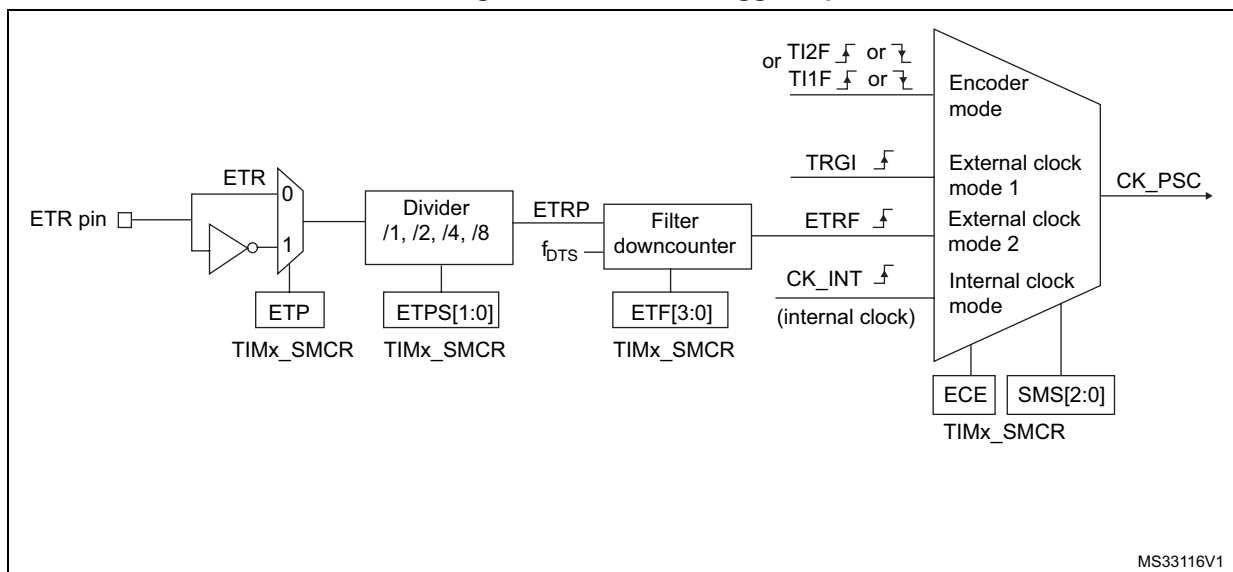 or TI2F or
TI1F or
Encoder
mode
TRGI
External clock
mode 1
CK_PSC
ETR
0
ETR pin
1
Divider
/1, /2, /4, /8
ETRP
Filter
downcounter
fDTS
ETRF
External clock
mode 2
CK_INT
(internal clock)
Internal clock
mode
ETP
TIMx_SMCR
ETPS[1:0]
TIMx_SMCR
ETF[3:0]
TIMx_SMCR
ECE
SMS[2:0]
TIMx_SMCR
MS33116V1